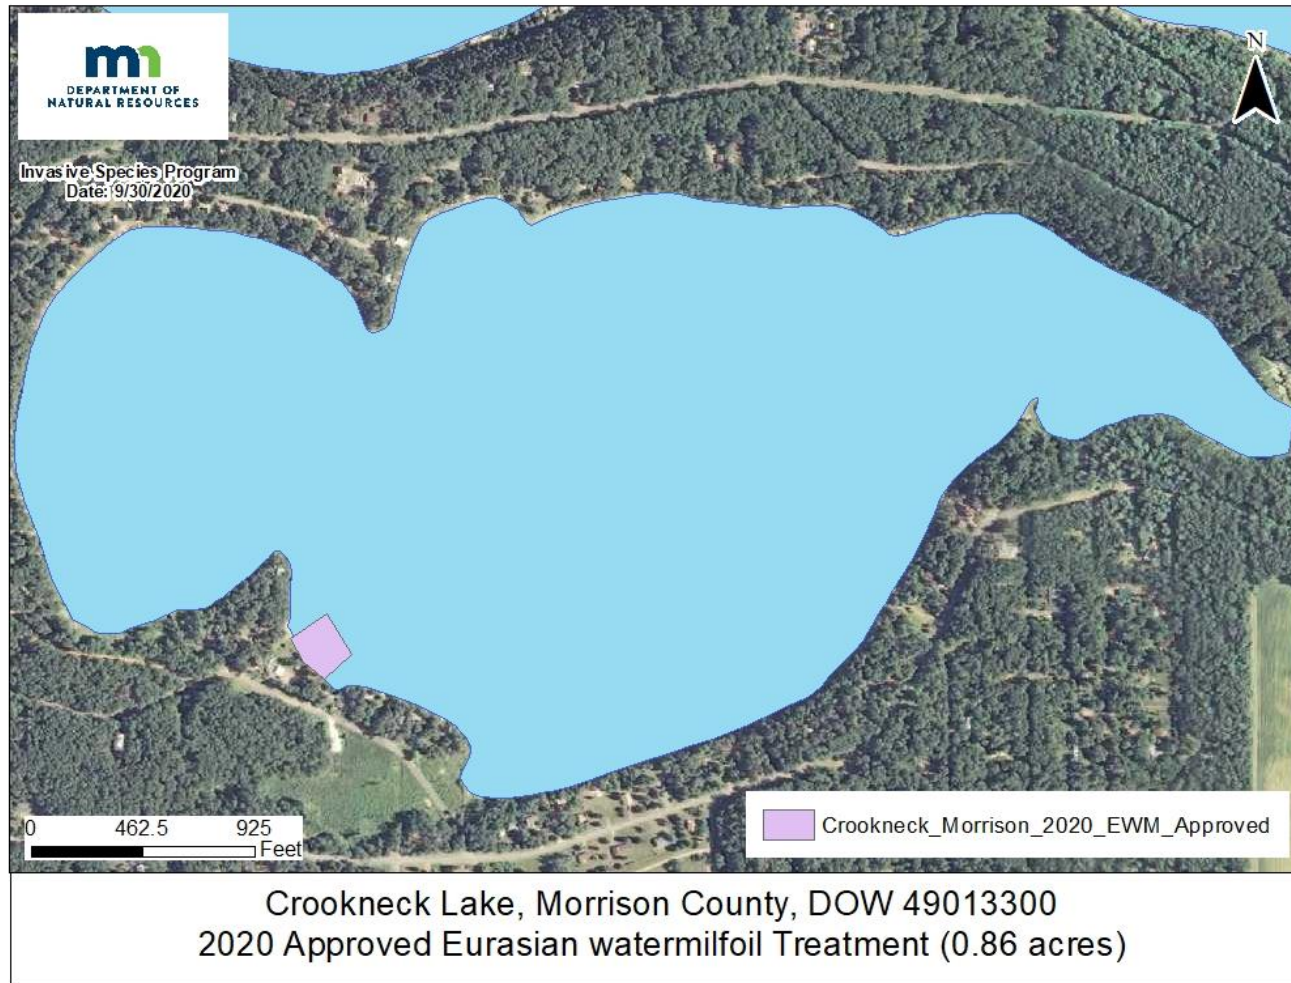 DEPARTMENT OF
NATURAL RESOURCES
N
Invasive Species Program
Date: 9/30/2020
0 462.5 925
Feet
Crookneck_Morrison_2020_EWM_Approved
Crookneck Lake, Morrison County, DOW 49013300
2020 Approved Eurasian watermilfoil Treatment (0.86 acres)